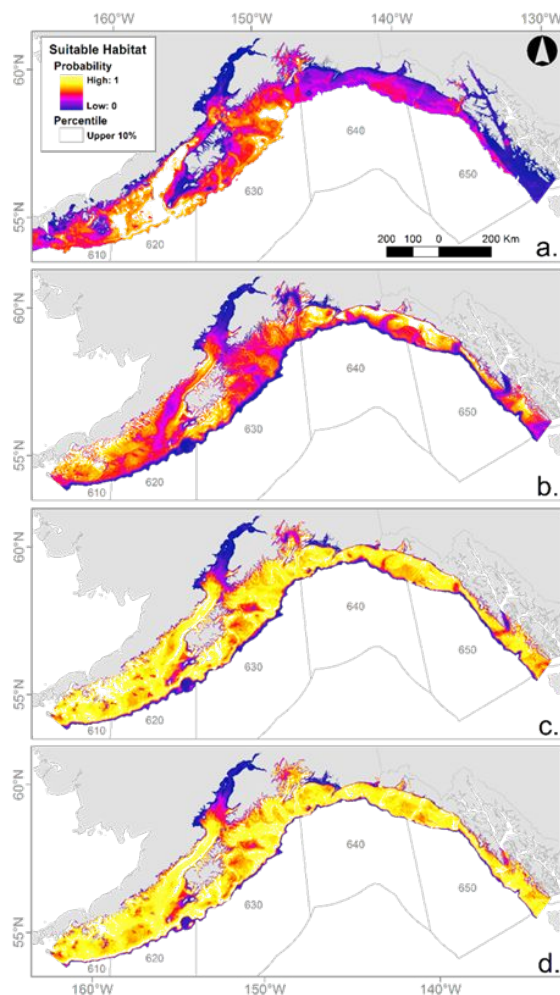 160°W 150°W 140°W 130°W
Suitable Habitat
Probability
High: 1
Low: 0
Percentile
Upper 10%
60°N
55°N
640
650
630
620
610
200 100 0 200 Km
a.
60°N
55°N
640
650
630
620
610
b.
60°N
55°N
640
650
630
620
610
c.
60°N
55°N
640
650
630
620
610
d.
160°W 150°W 140°W